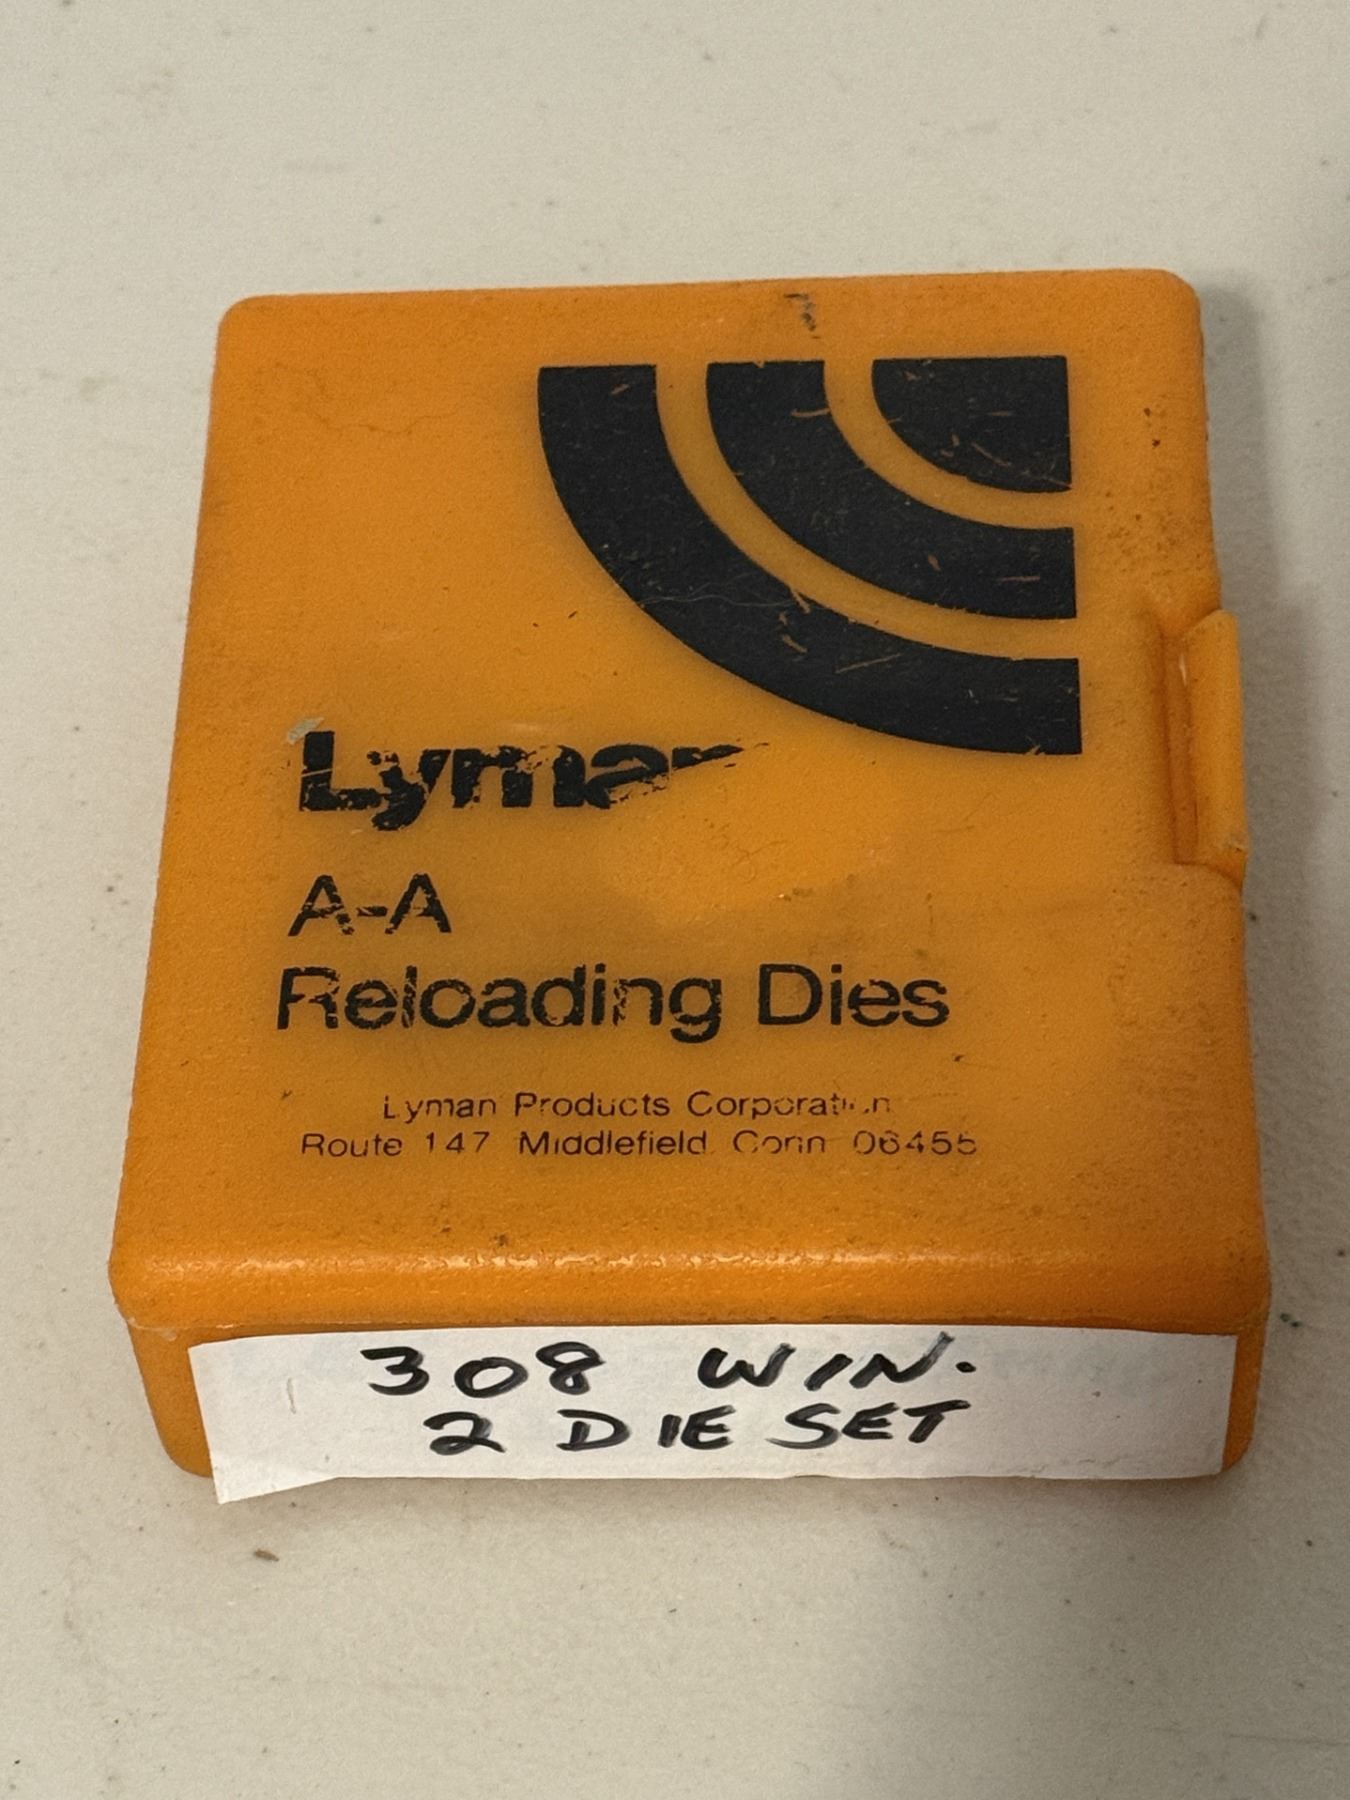 Lyman
A-A
Reloading Dies
Lyman Products Corporation
Route 147 Middlefield, Conn 06455
308 WIN.
2 DIE SET